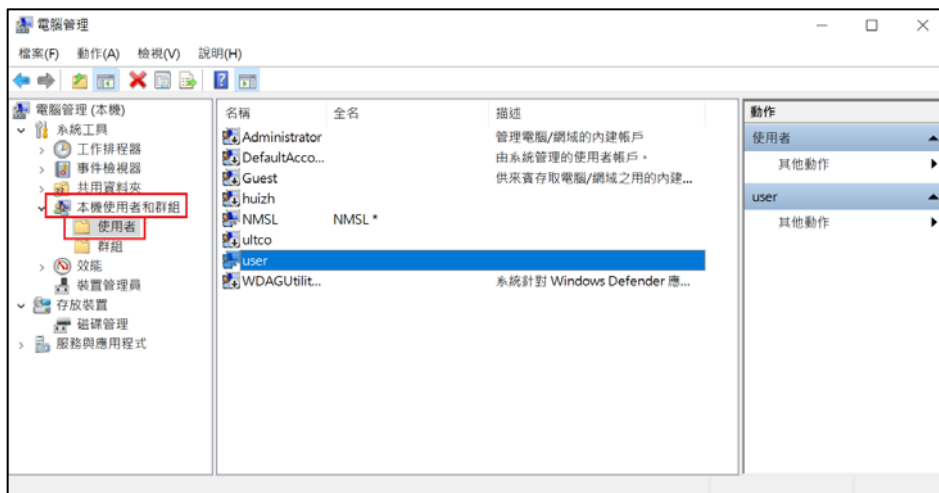 電腦管理
檔案(F) 動作(A) 檢視(V) 說明(H)
電腦管理 (本機)
系統工具
工作排程器
事件檢視器
共用資料夾
本機使用者和群組
使用者
群組
效能
裝置管理員
存放裝置
磁碟管理
服務與應用程式
名稱 全名 描述
Administrator 管理電腦/網域的內建帳戶
DefaultAcco... 由系統管理的使用者帳戶。
Guest 供來賓存取電腦/網域之用的內建...
huizh
NMSL NMSL *
ultco
user
WDAGUtilit... 系統針對 Windows Defender 應...
動作
使用者
其他動作
user
其他動作